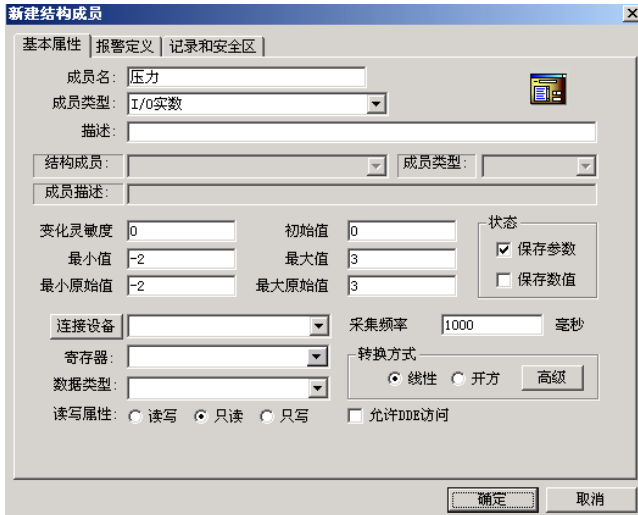 新建结构成员
基本属性 报警定义 记录和安全区
成员名: 压力
成员类型: I/O实数
描述:
结构成员: 成员类型:
成员描述:
变化灵敏度 0 初始值 0 状态
最小值 -2 最大值 3 保存参数
最小原始值 -2 最大原始值 3 保存数值
连接设备 采集频率 1000 毫秒
寄存器: 转换方式
数据类型: 线性 开方 高级
读写属性: 读写 只读 只写 允许DDE访问
确定 取消